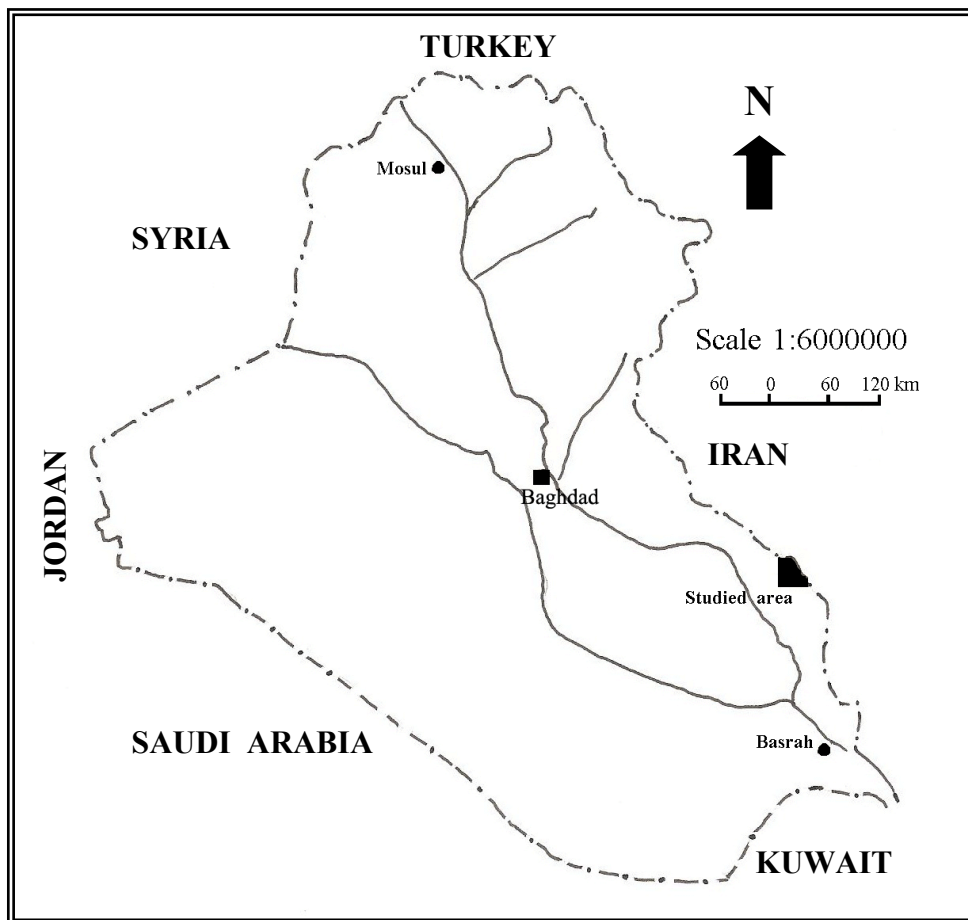 TURKEY
N
Mosul
SYRIA
Scale 1:6000000
60 0 60 120 km
IRAN
JORDAN
Baghdad
Studied area
SAUDI ARABIA
Basrah
KUWAIT